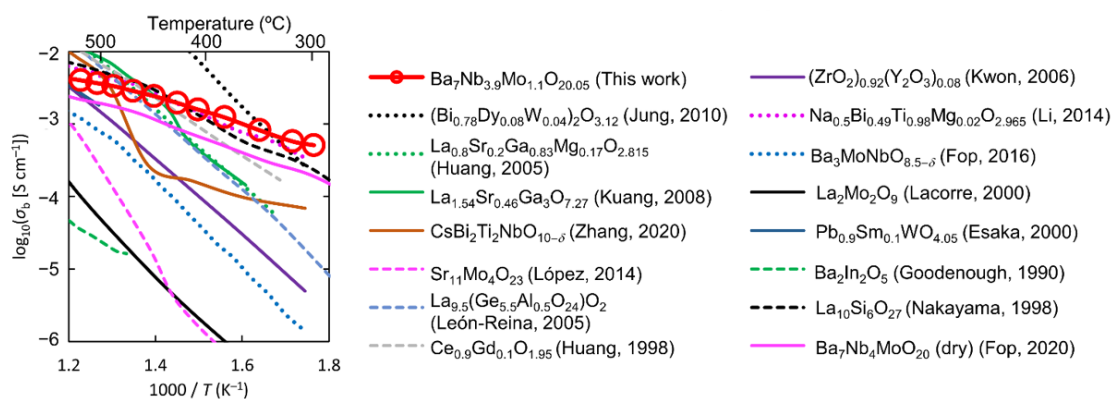 Temperature (ºC)
500 400 300
−2
−3
−4
−5
−6
log₁₀(σ_b [S cm⁻¹])
1.2 1.4 1.6 1.8
1000 / T (K⁻¹)
Ba₇Nb₃.₉Mo₁.₁O₂₀.₀₅ (This work)
(Bi₀.₇₈Dy₀.₀₈W₀.₀₄)₂O₃.₁₂ (Jung, 2010)
La₀.₈Sr₀.₂Ga₀.₈₃Mg₀.₁₇O₂.₈₁₅
(Huang, 2005)
La₁.₅₄Sr₀.₄₆Ga₃O₇.₂₇ (Kuang, 2008)
CsBi₂Ti₂NbO₁₀₋δ (Zhang, 2020)
Sr₁₁Mo₄O₂₃ (López, 2014)
La₉.₅(Ge₅.₅Al₀.₅O₂₄)O₂
(León-Reina, 2005)
Ce₀.₉Gd₀.₁O₁.₉₅ (Huang, 1998)
(ZrO₂)₀.₉₂(Y₂O₃)₀.₀₈ (Kwon, 2006)
Na₀.₅Bi₀.₄₉Ti₀.₉₈Mg₀.₀₂O₂.₉₆₅ (Li, 2014)
Ba₃MoNbO₈.₅₋δ (Fop, 2016)
La₂Mo₂O₉ (Lacorre, 2000)
Pb₀.₉Sm₀.₁WO₄.₀₅ (Esaka, 2000)
Ba₂In₂O₅ (Goodenough, 1990)
La₁₀Si₆O₂₇ (Nakayama, 1998)
Ba₇Nb₄MoO₂₀ (dry) (Fop, 2020)